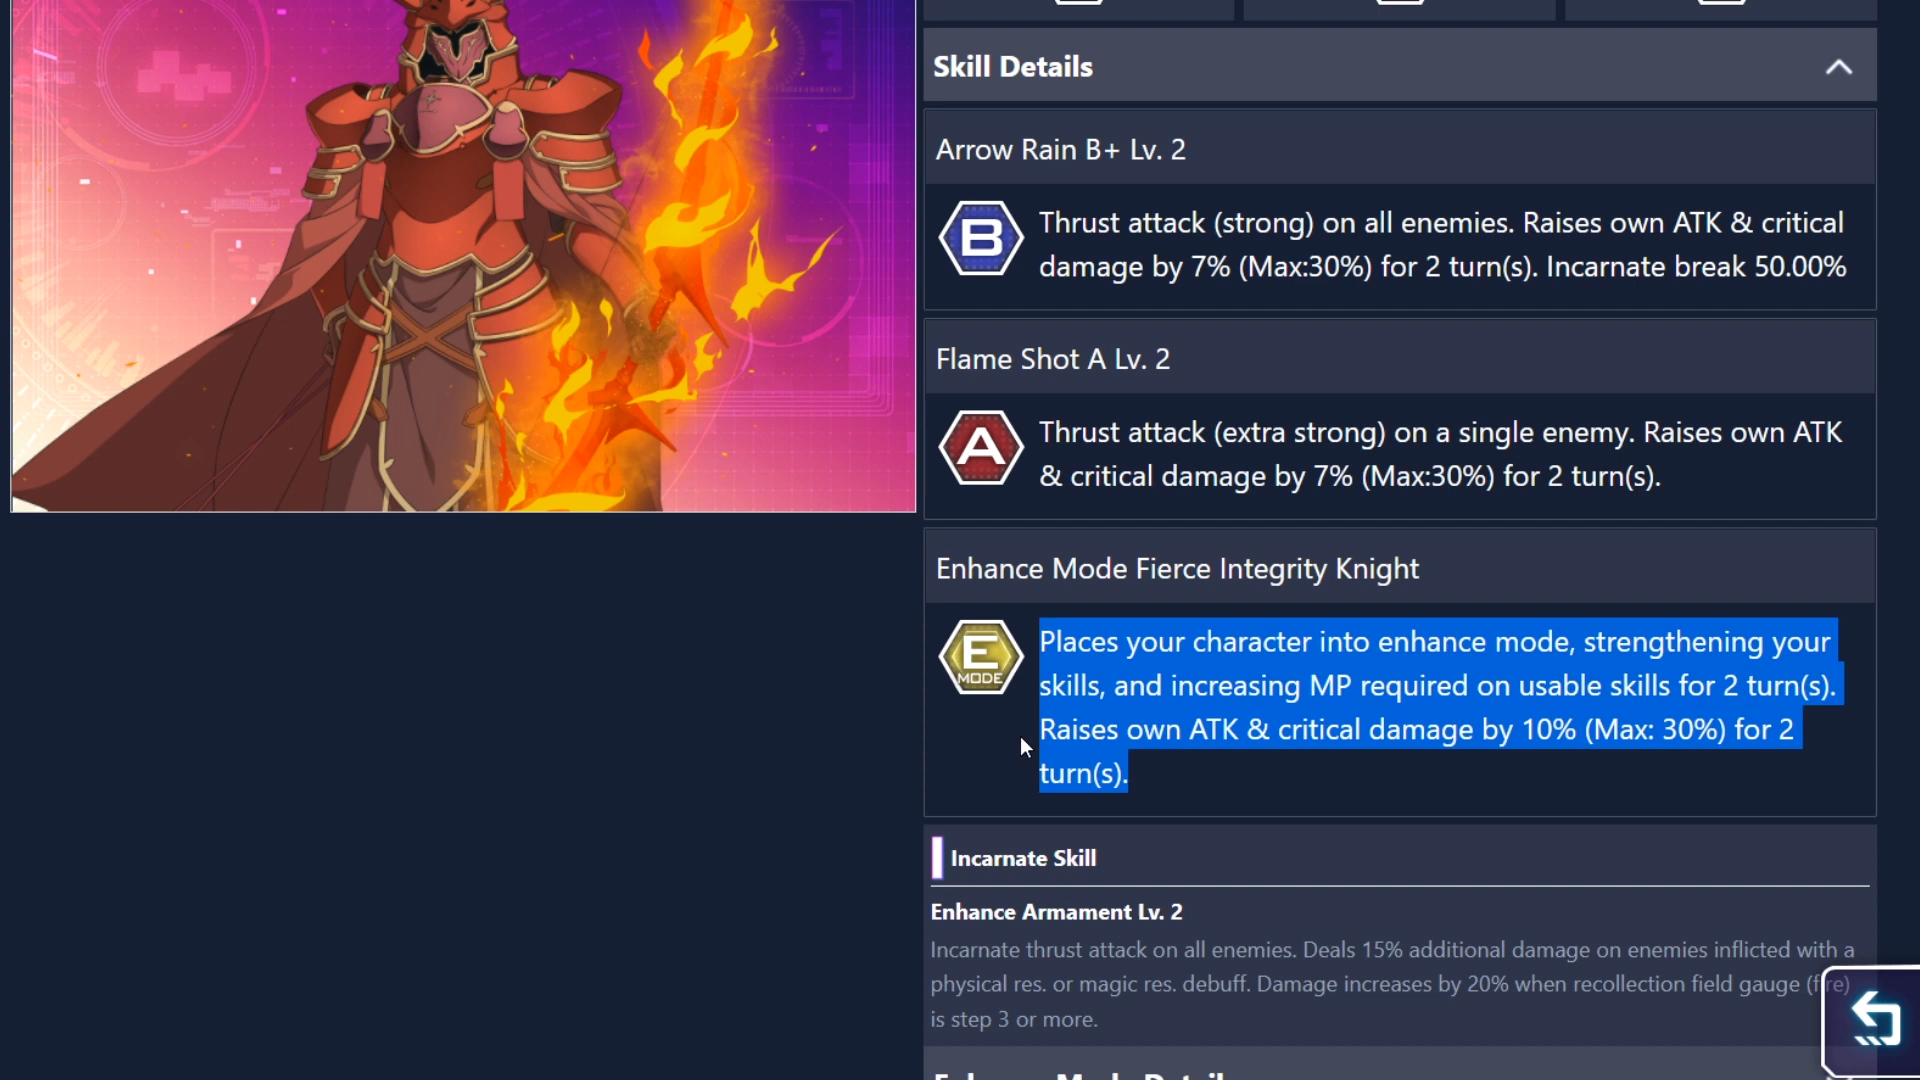 Skill Details
Arrow Rain B+ Lv. 2
B
Thrust attack (strong) on all enemies. Raises own ATK & critical
damage by 7% (Max:30%) for 2 turn(s). Incarnate break 50.00%
Flame Shot A Lv. 2
A
Thrust attack (extra strong) on a single enemy. Raises own ATK
& critical damage by 7% (Max:30%) for 2 turn(s).
Enhance Mode Fierce Integrity Knight
E
MODE
Places your character into enhance mode, strengthening your
skills, and increasing MP required on usable skills for 2 turn(s).
Raises own ATK & critical damage by 10% (Max: 30%) for 2
turn(s).
Incarnate Skill
Enhance Armament Lv. 2
Incarnate thrust attack on all enemies. Deals 15% additional damage on enemies inflicted with a
physical res. or magic res. debuff. Damage increases by 20% when recollection field gauge (fire)
is step 3 or more.